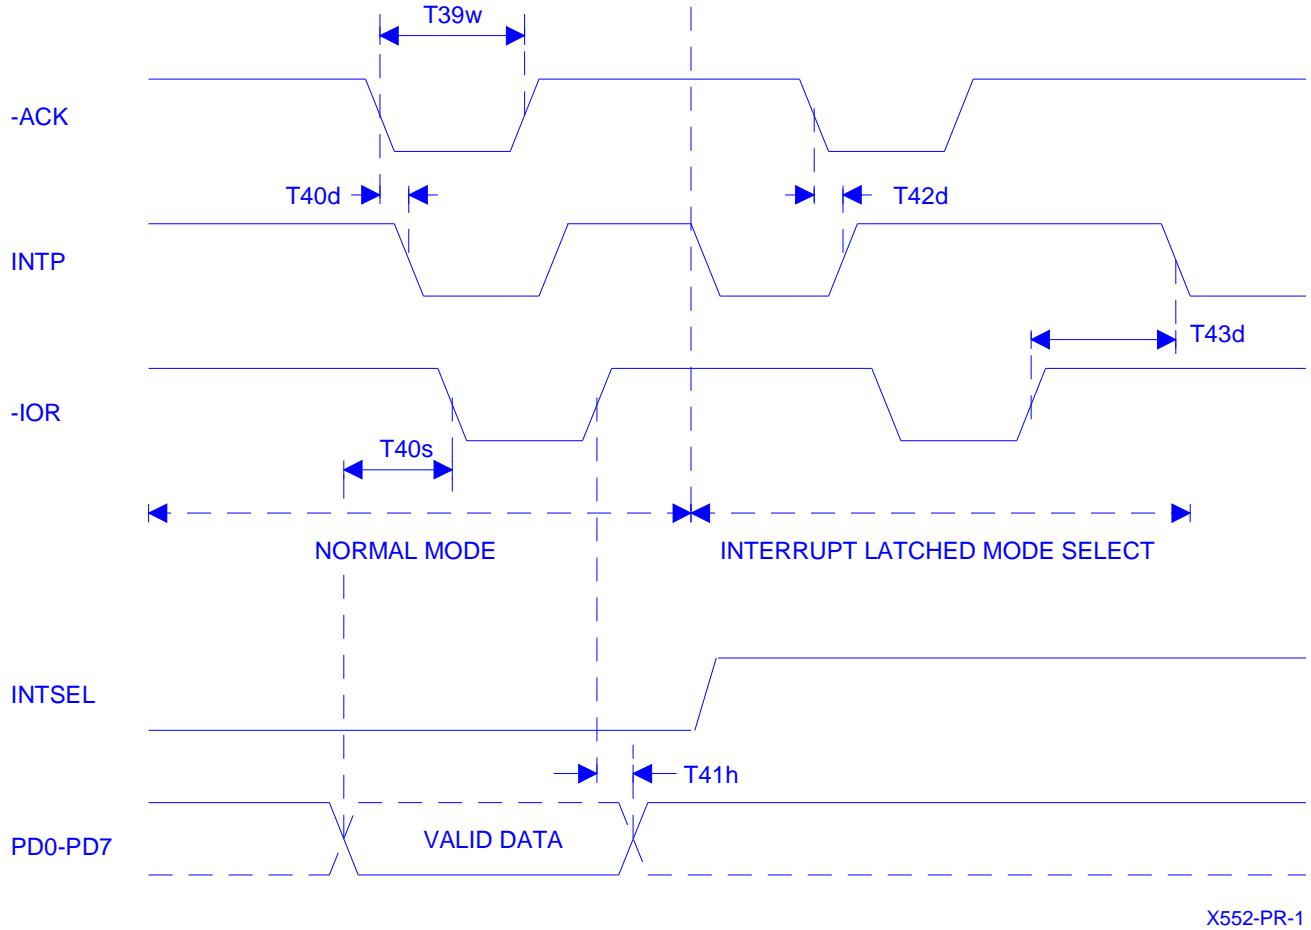 T39w
-ACK
T40d
T42d
INTP
T43d
-IOR
T40s
NORMAL MODE
INTERRUPT LATCHED MODE SELECT
INTSEL
T41h
PD0-PD7
VALID DATA
X552-PR-1